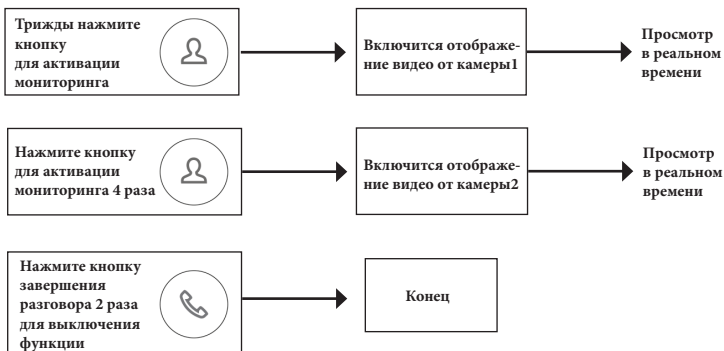 Трижды нажмите
кнопку
для активации
мониторинга
Включится отображе-
ние видео от камеры1
Просмотр
в реальном
времени
Нажмите кнопку
для активации
мониторинга 4 раза
Включится отображе-
ние видео от камеры2
Просмотр
в реальном
времени
Нажмите кнопку
завершения
разговора 2 раза
для выключения
функции
Конец